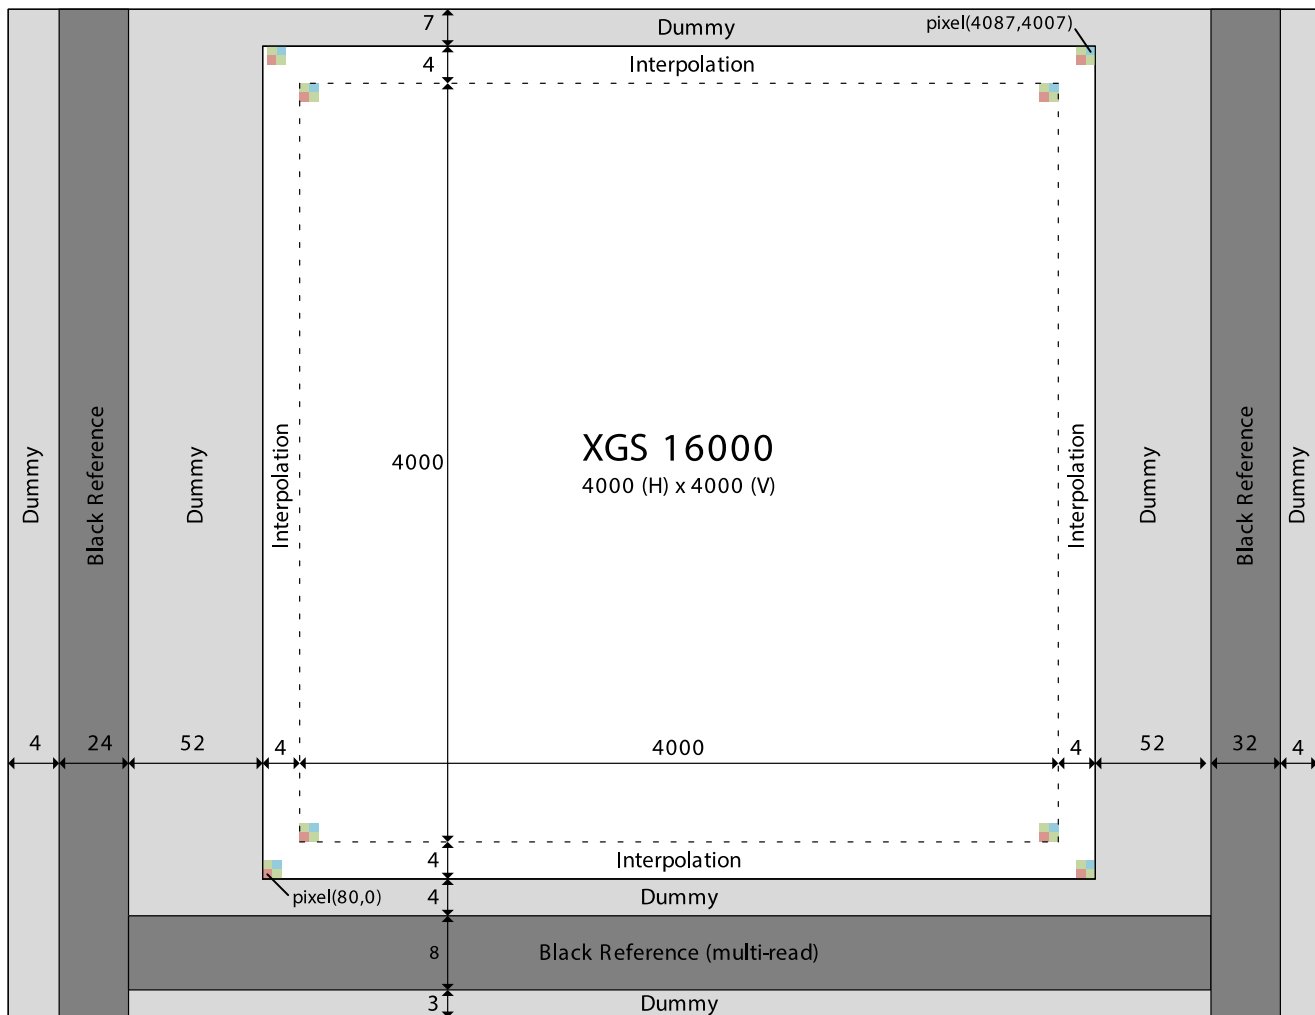 7
Dummy
pixel(4087,4007)
4
Interpolation
Dummy
Black Reference
Dummy
Interpolation
4000
XGS 16000
4000 (H) x 4000 (V)
Interpolation
Dummy
Black Reference
Dummy
4
24
52
4
4000
4
52
32
4
4
Interpolation
pixel(80,0)
4
Dummy
8
Black Reference (multi-read)
3
Dummy